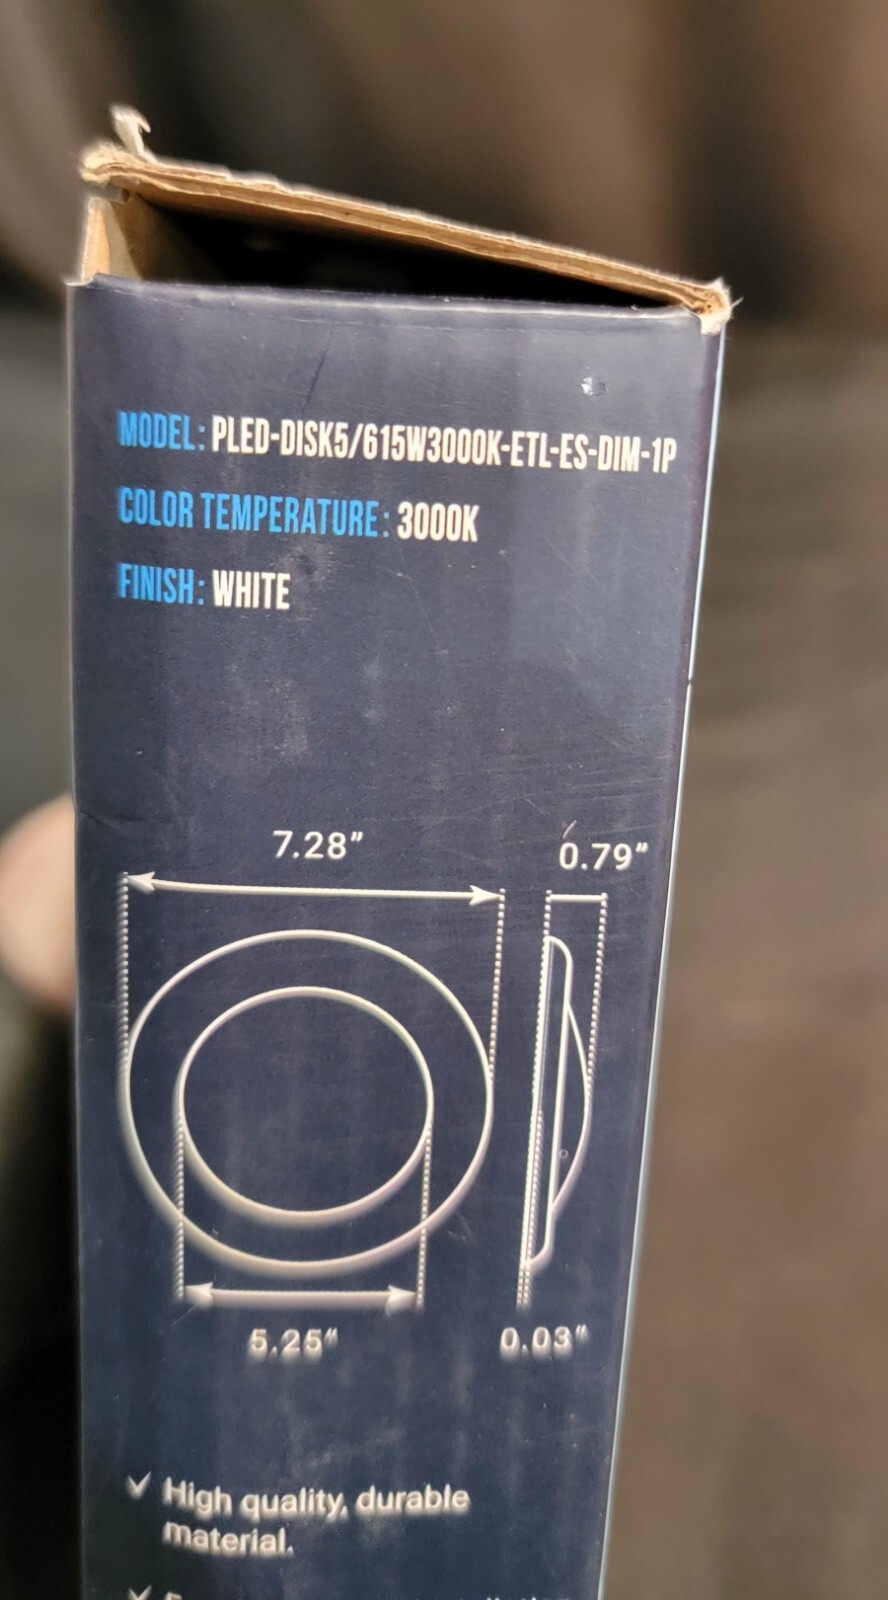 MODEL: PLED-DISK5/615W3000K-ETL-ES-DIM-1P
COLOR TEMPERATURE: 3000K
FINISH: WHITE
7.28”
0.79”
5.25“
0.03“
✓ High quality, durable
material.